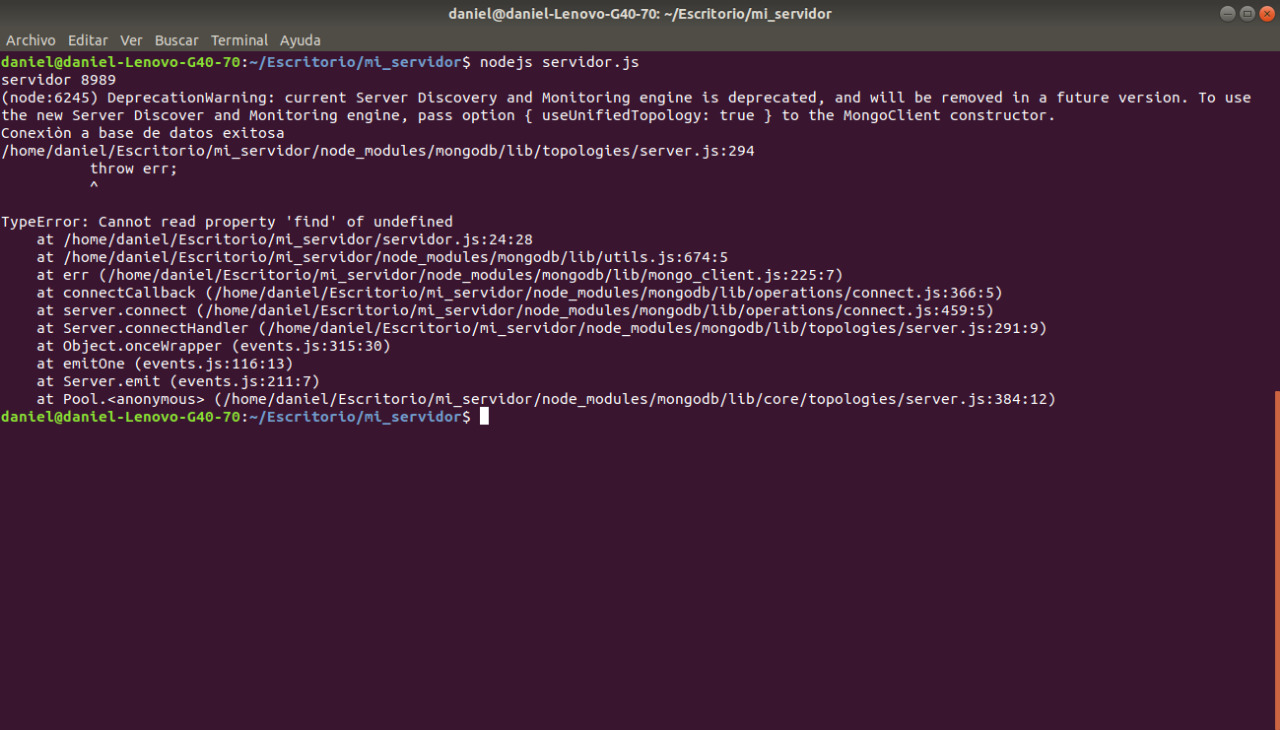 daniel@daniel-Lenovo-G40-70: ~/Escritorio/mi_servidor
Archivo Editar Ver Buscar Terminal Ayuda
daniel@daniel-Lenovo-G40-70:~/Escritorio/mi_servidor$ nodejs servidor.js
servidor 8989
(node:6245) DeprecationWarning: current Server Discovery and Monitoring engine is deprecated, and will be removed in a future version. To use
the new Server Discover and Monitoring engine, pass option { useUnifiedTopology: true } to the MongoClient constructor.
Conexiòn a base de datos exitosa
/home/daniel/Escritorio/mi_servidor/node_modules/mongodb/lib/topologies/server.js:294
          throw err;
          ^
TypeError: Cannot read property 'find' of undefined
    at /home/daniel/Escritorio/mi_servidor/servidor.js:24:28
    at /home/daniel/Escritorio/mi_servidor/node_modules/mongodb/lib/utils.js:674:5
    at err (/home/daniel/Escritorio/mi_servidor/node_modules/mongodb/lib/mongo_client.js:225:7)
    at connectCallback (/home/daniel/Escritorio/mi_servidor/node_modules/mongodb/lib/operations/connect.js:366:5)
    at server.connect (/home/daniel/Escritorio/mi_servidor/node_modules/mongodb/lib/operations/connect.js:459:5)
    at Server.connectHandler (/home/daniel/Escritorio/mi_servidor/node_modules/mongodb/lib/topologies/server.js:291:9)
    at Object.onceWrapper (events.js:315:30)
    at emitOne (events.js:116:13)
    at Server.emit (events.js:211:7)
    at Pool.<anonymous> (/home/daniel/Escritorio/mi_servidor/node_modules/mongodb/lib/core/topologies/server.js:384:12)
daniel@daniel-Lenovo-G40-70:~/Escritorio/mi_servidor$